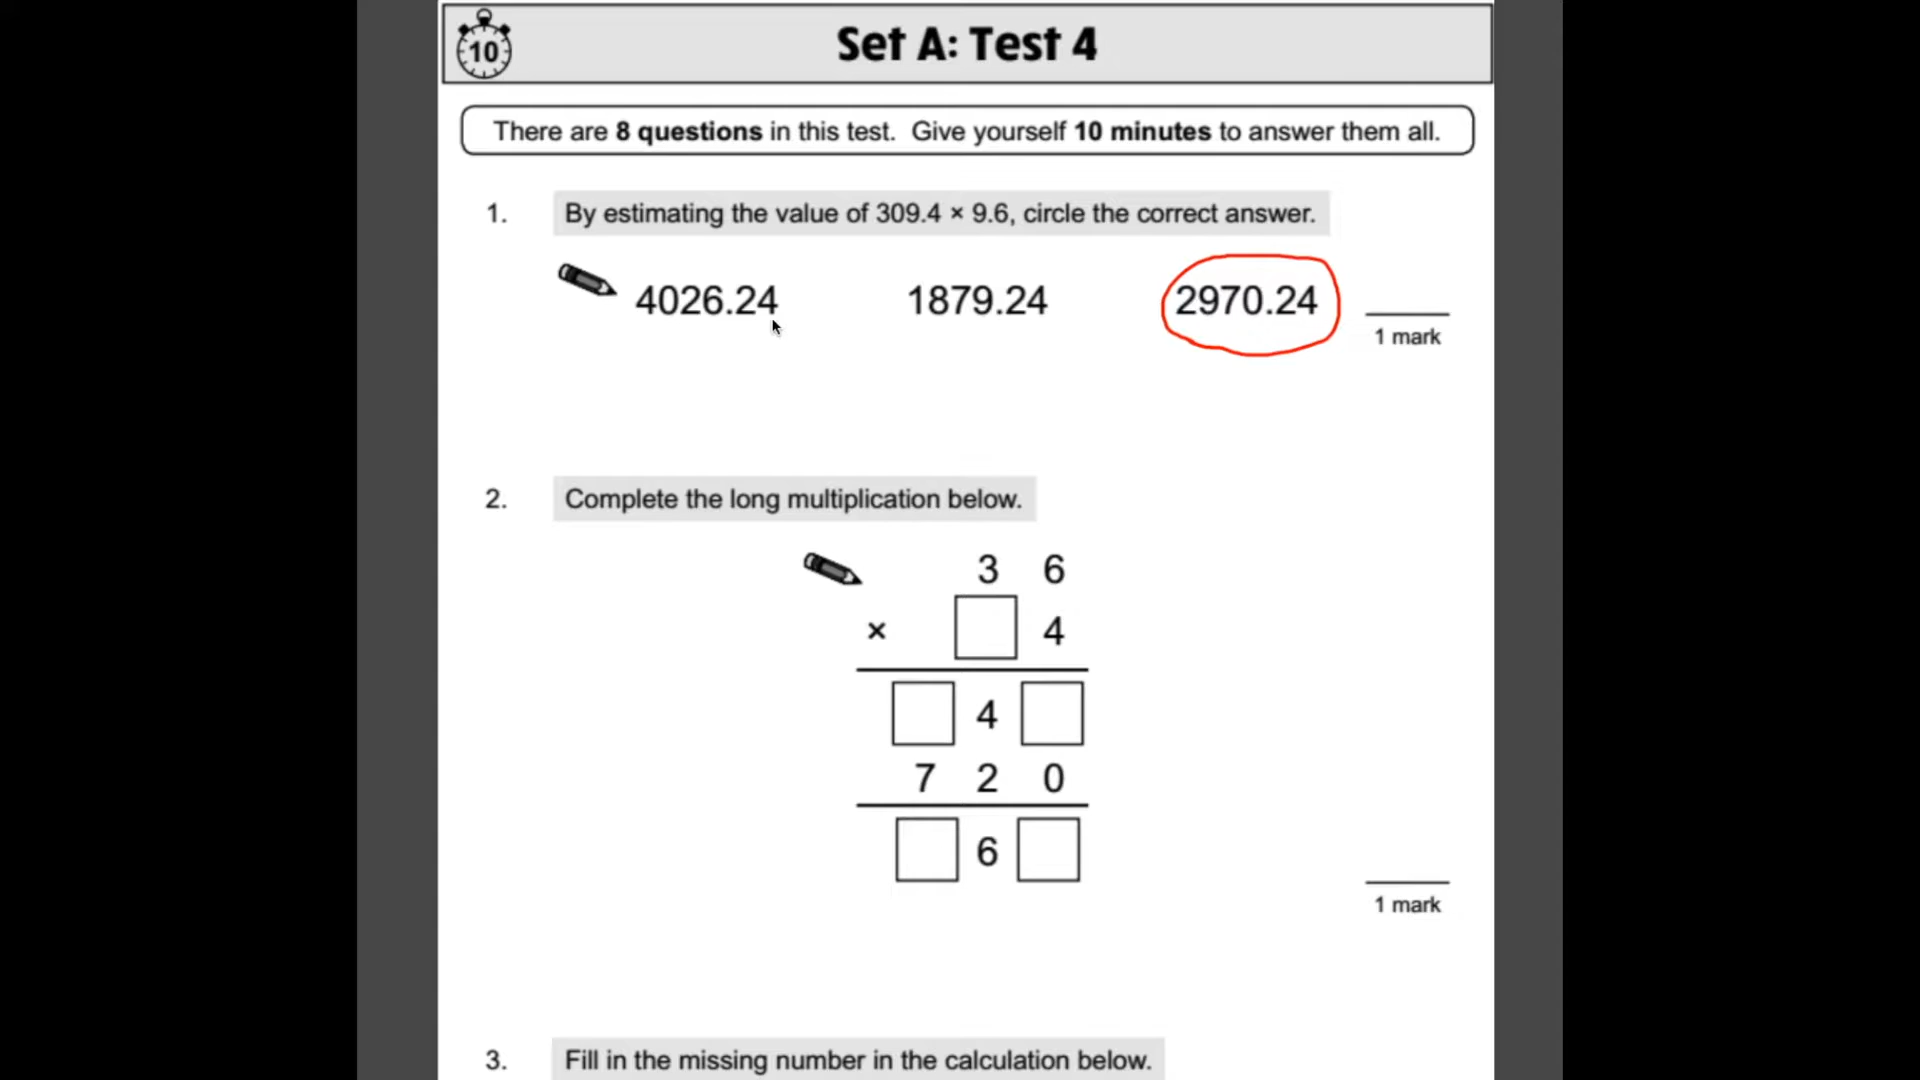 10
Set A: Test 4
There are 8 questions in this test. Give yourself 10 minutes to answer them all.
1. By estimating the value of 309.4 × 9.6, circle the correct answer.
4026.24 1879.24 2970.24
1 mark
2. Complete the long multiplication below.
3 6
× 4
4
7 2 0
6
1 mark
3. Fill in the missing number in the calculation below.